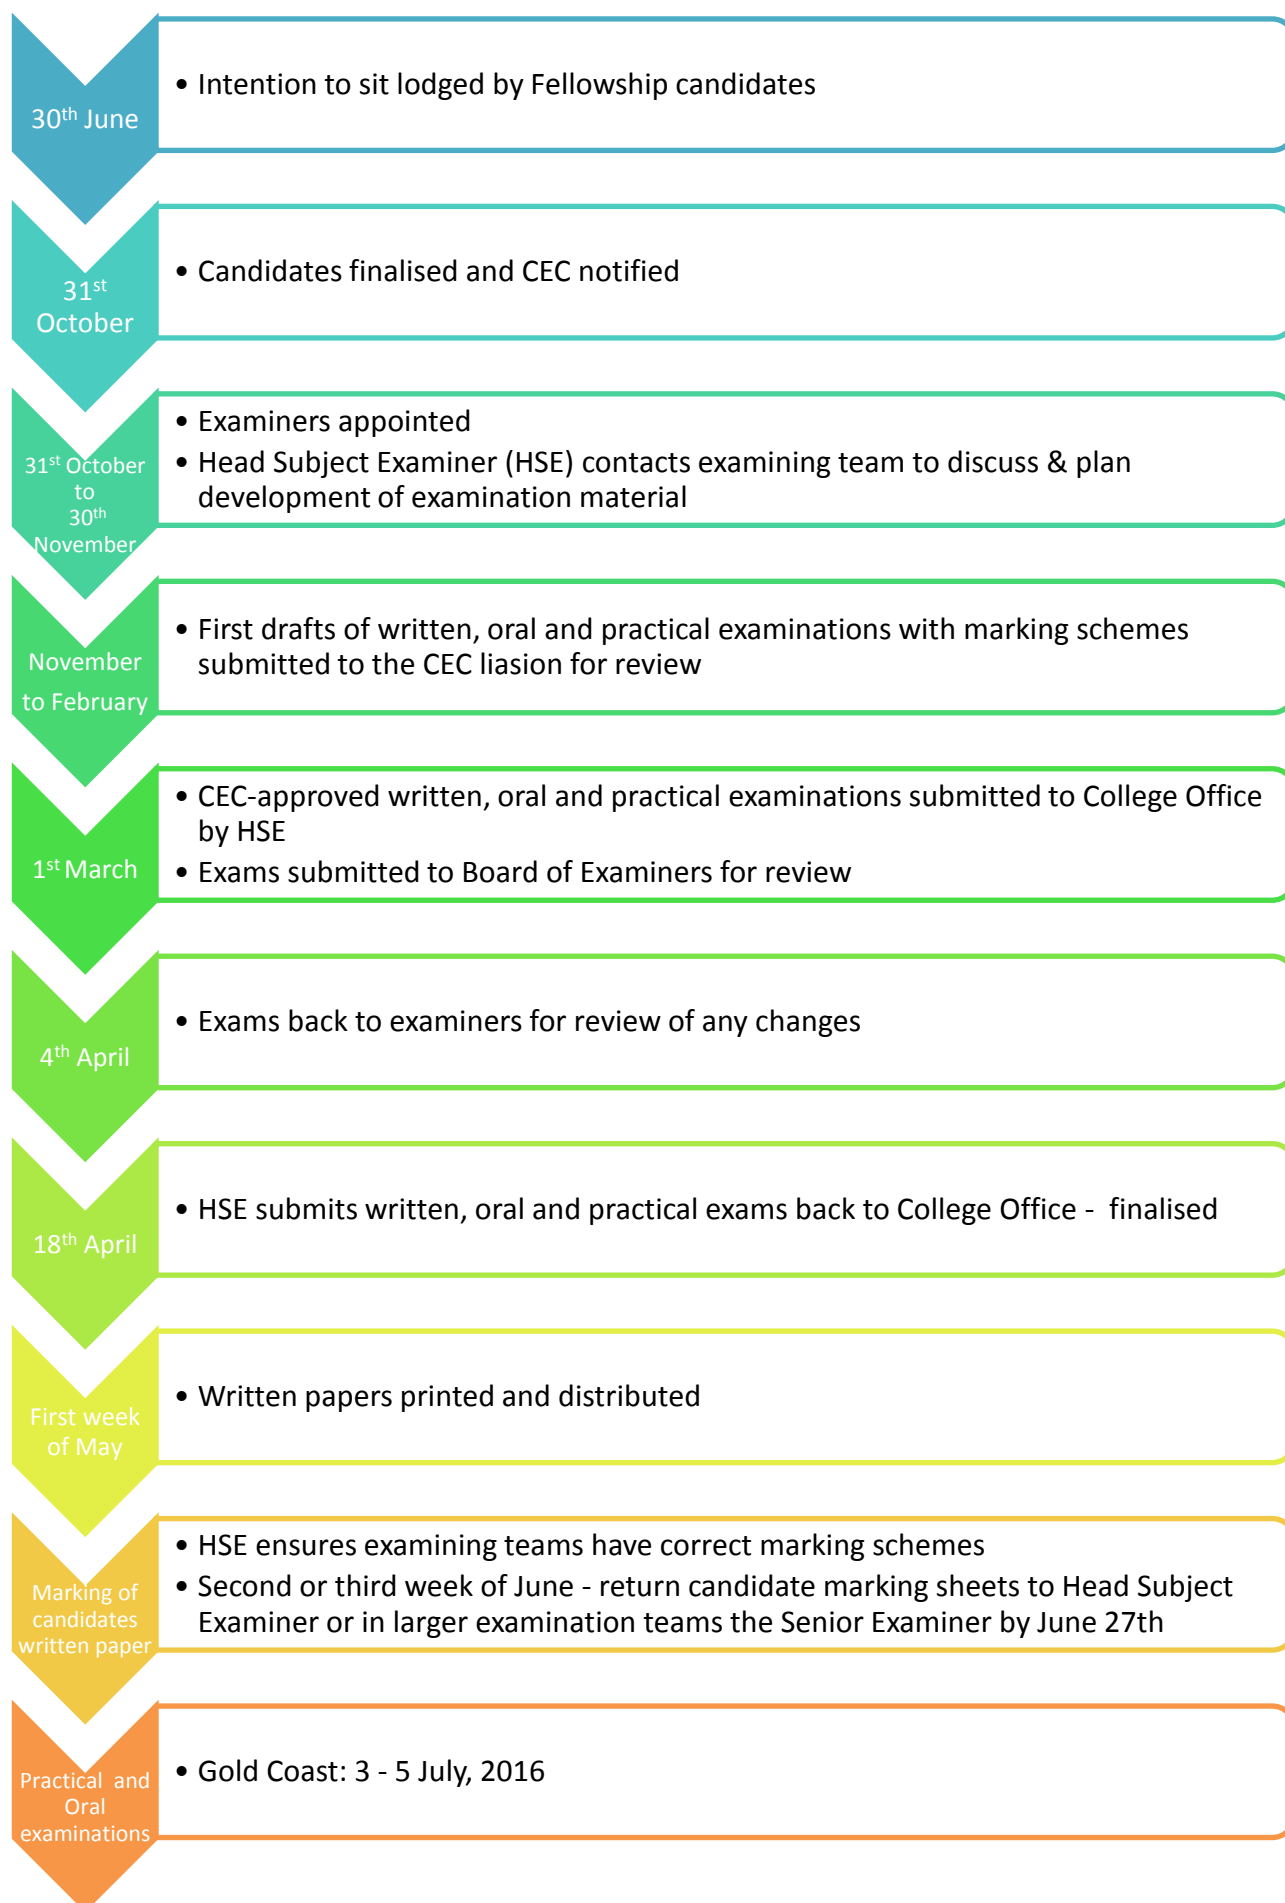 30th June
• Intention to sit lodged by Fellowship candidates
31st
October
• Candidates finalised and CEC notified
31st October
to
30th
November
• Examiners appointed
• Head Subject Examiner (HSE) contacts examining team to discuss & plan
development of examination material
November
to February
• First drafts of written, oral and practical examinations with marking schemes
submitted to the CEC liasion for review
1st March
• CEC-approved written, oral and practical examinations submitted to College Office
by HSE
• Exams submitted to Board of Examiners for review
4th April
• Exams back to examiners for review of any changes
18th April
• HSE submits written, oral and practical exams back to College Office - finalised
First week
of May
• Written papers printed and distributed
Marking of
candidates
written paper
• HSE ensures examining teams have correct marking schemes
• Second or third week of June - return candidate marking sheets to Head Subject
Examiner or in larger examination teams the Senior Examiner by June 27th
Practical and
Oral
examinations
• Gold Coast: 3 - 5 July, 2016